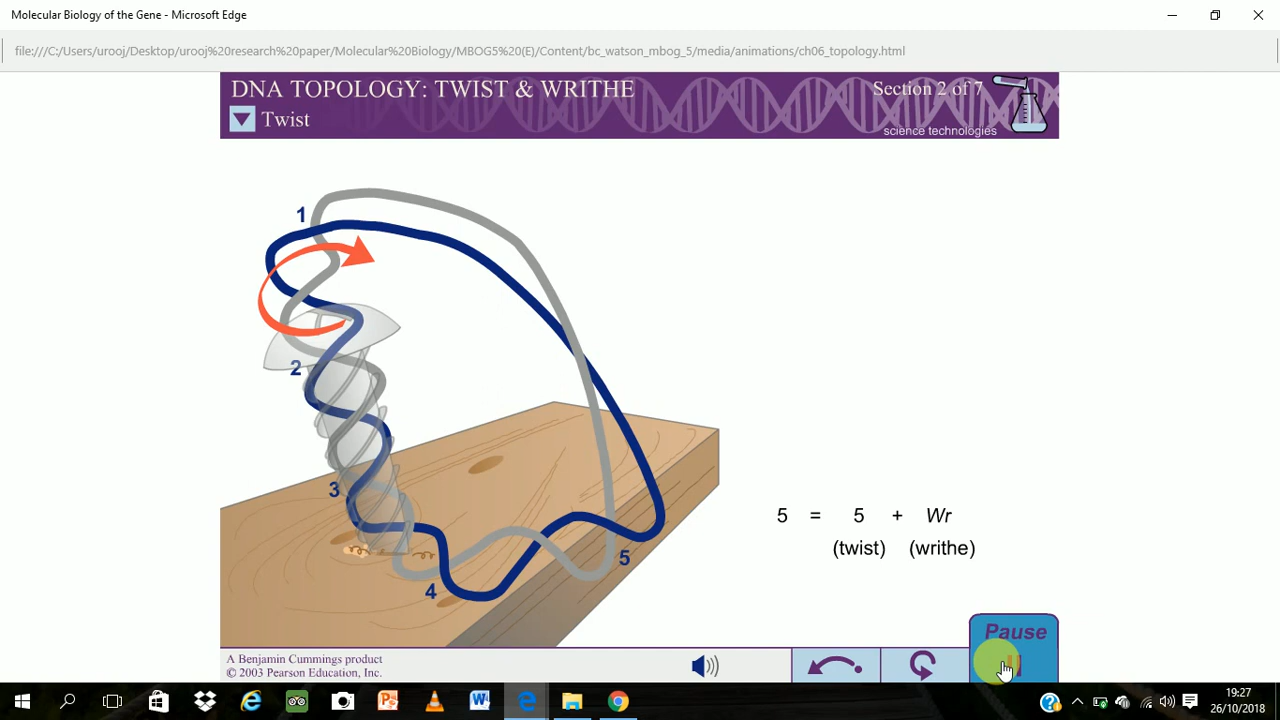 Molecular Biology of the Gene - Microsoft Edge
file:///C:/Users/urooj/Desktop/urooj%20research%20paper/Molecular%20Biology/MBOG5%20(E)/Content/bc_watson_mbog_5/media/animations/ch06_topology.html
DNA TOPOLOGY: TWIST & WRITHE
Section 2 of 7
Twist
science technologies
1
2
3
4
5
5 = 5 + Wr
(twist) (writhe)
Pause
A Benjamin Cummings product
© 2003 Pearson Education, Inc.
19:27
26/10/2018